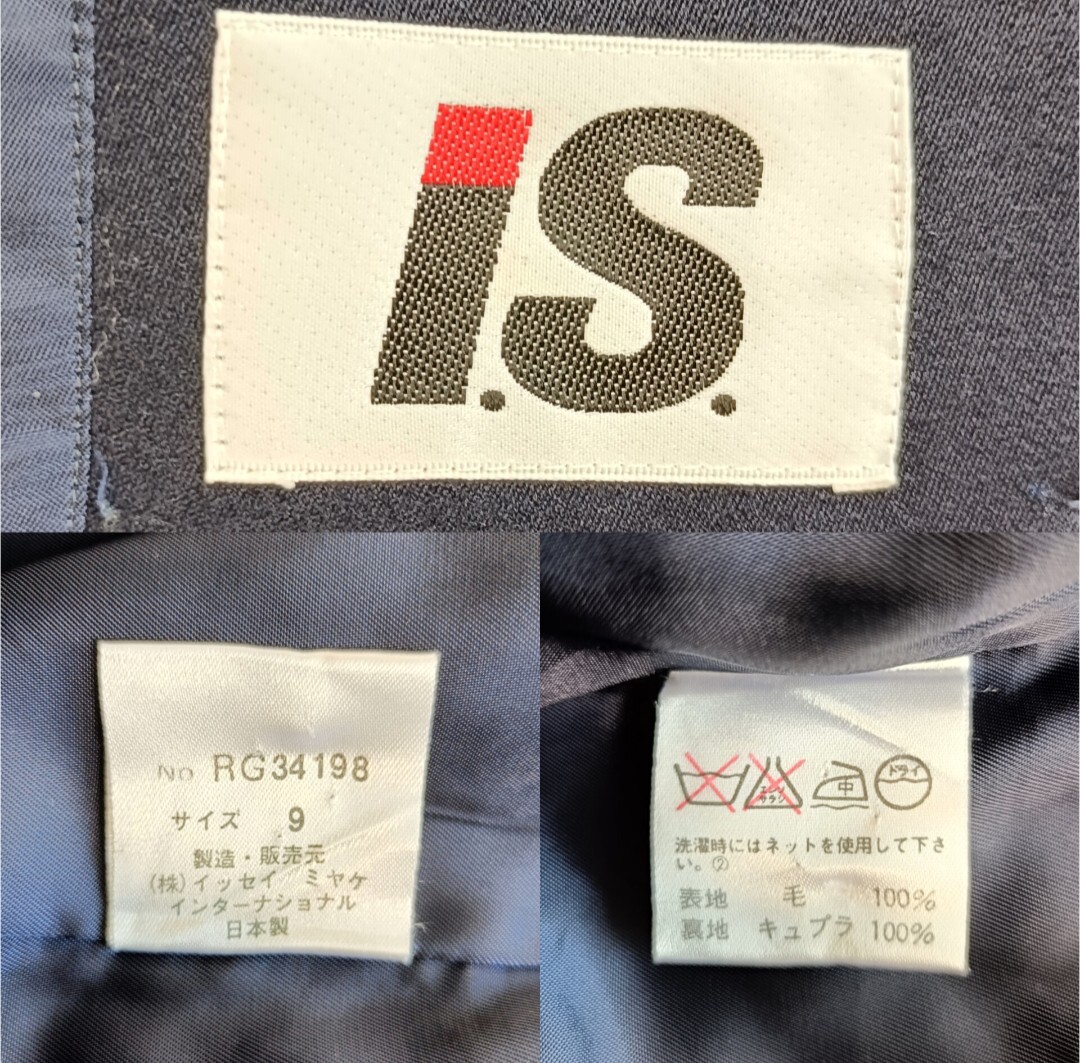 I.S.
No RG34198
サイズ 9
製造・販売元
(株)イッセイ ミヤケ
インターナショナル
日本製
エンソ
サラシ
中
ドライ
洗濯時にはネットを使用して下さ
い。②
表地 毛 100%
裏地 キュプラ 100%